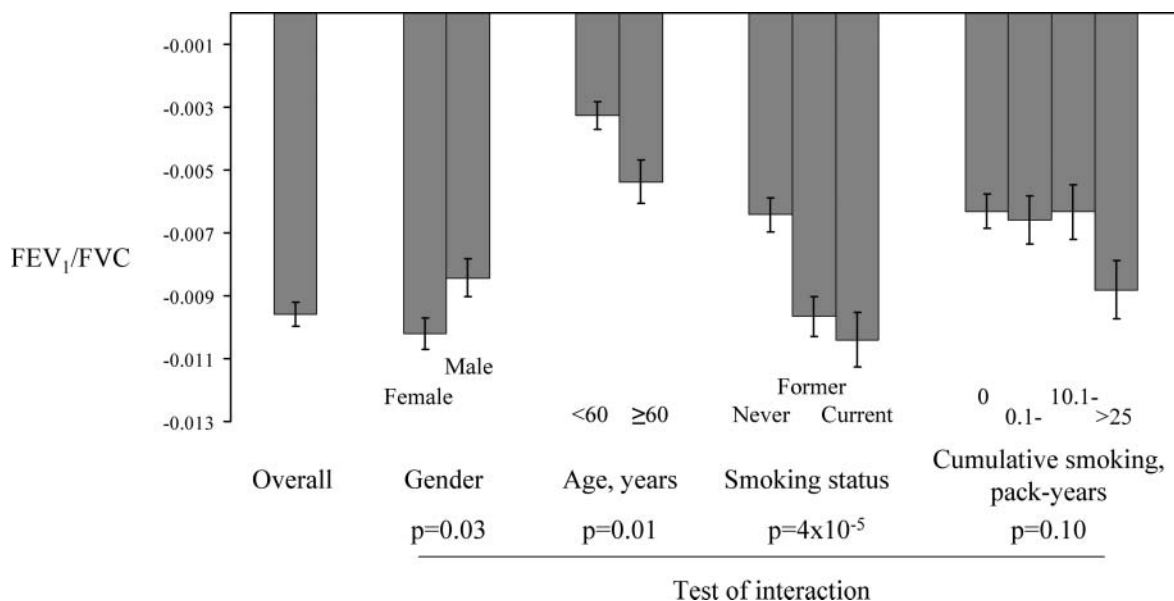 -0.001
-0.003
-0.005
-0.007
FEV₁/FVC
-0.009
-0.011
-0.013
Male
Female
<60 ≥60
Former
Never Current
0 10.1-
0.1- >25
Overall Gender Age, years Smoking status Cumulative smoking,
pack-years
p=0.03 p=0.01 p=4x10⁻⁵ p=0.10
Test of interaction